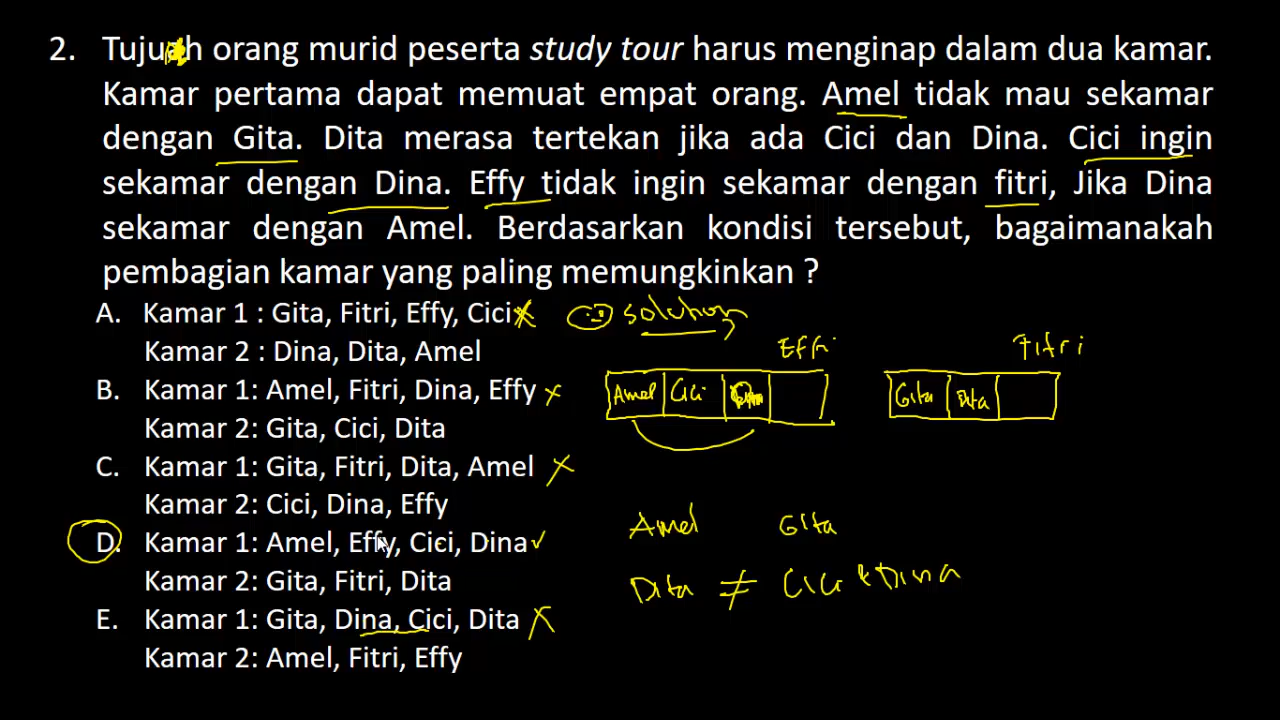 2. Tujuah orang murid peserta study tour harus menginap dalam dua kamar.
Kamar pertama dapat memuat empat orang. Amel tidak mau sekamar
dengan Gita. Dita merasa tertekan jika ada Cici dan Dina. Cici ingin
sekamar dengan Dina. Effy tidak ingin sekamar dengan fitri, Jika Dina
sekamar dengan Amel. Berdasarkan kondisi tersebut, bagaimanakah
pembagian kamar yang paling memungkinkan ?
A. Kamar 1 : Gita, Fitri, Effy, Cici
Kamar 2 : Dina, Dita, Amel
B. Kamar 1: Amel, Fitri, Dina, Effy
Kamar 2: Gita, Cici, Dita
C. Kamar 1: Gita, Fitri, Dita, Amel
Kamar 2: Cici, Dina, Effy
D. Kamar 1: Amel, Effy, Cici, Dina
Kamar 2: Gita, Fitri, Dita
E. Kamar 1: Gita, Dina, Cici, Dita
Kamar 2: Amel, Fitri, Effy
solution
Effi Fitri
Amel Cici Gita Dita
Amel Gita
Dita ≠ Cici & Dina